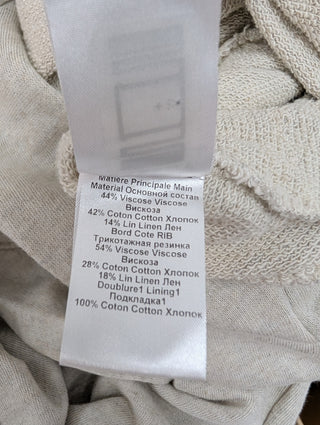 Matière Principale Main
Material Основной состав
44% Viscose Viscose
Вискоза
42% Coton Cotton Хлопок
14% Lin Linen Лен
Bord Cote RiB
Трикотажная резинка
54% Viscose Viscose
Вискоза
28% Coton Cotton Хлопок
18% Lin Linen Лен
Doublure1 Lining1
Подкладка1
100% Coton Cotton Хлопок